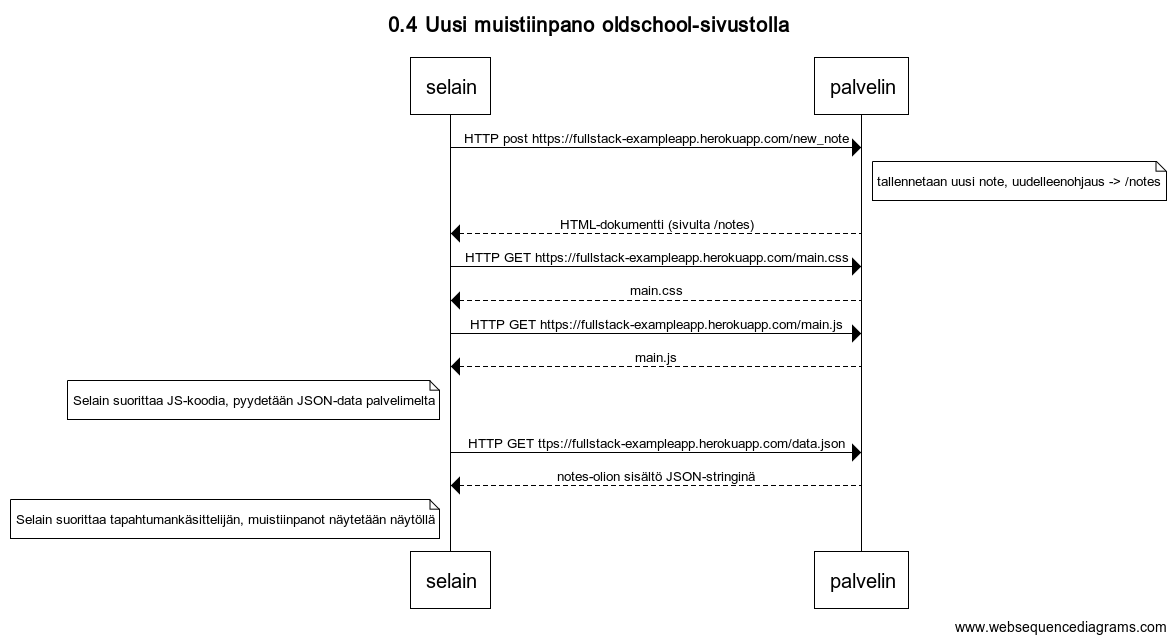 0.4 Uusi muistiinpano oldschool-sivustolla
selain
palvelin
HTTP post https://fullstack-exampleapp.herokuapp.com/new_note
tallennetaan uusi note, uudelleenohjaus -> /notes
HTML-dokumentti (sivulta /notes)
HTTP GET https://fullstack-exampleapp.herokuapp.com/main.css
main.css
HTTP GET https://fullstack-exampleapp.herokuapp.com/main.js
main.js
Selain suorittaa JS-koodia, pyydetään JSON-data palvelimelta
HTTP GET ttps://fullstack-exampleapp.herokuapp.com/data.json
notes-olion sisältö JSON-stringinä
Selain suorittaa tapahtumankäsittelijän, muistiinpanot näytetään näytöllä
selain
palvelin
www.websequencediagrams.com